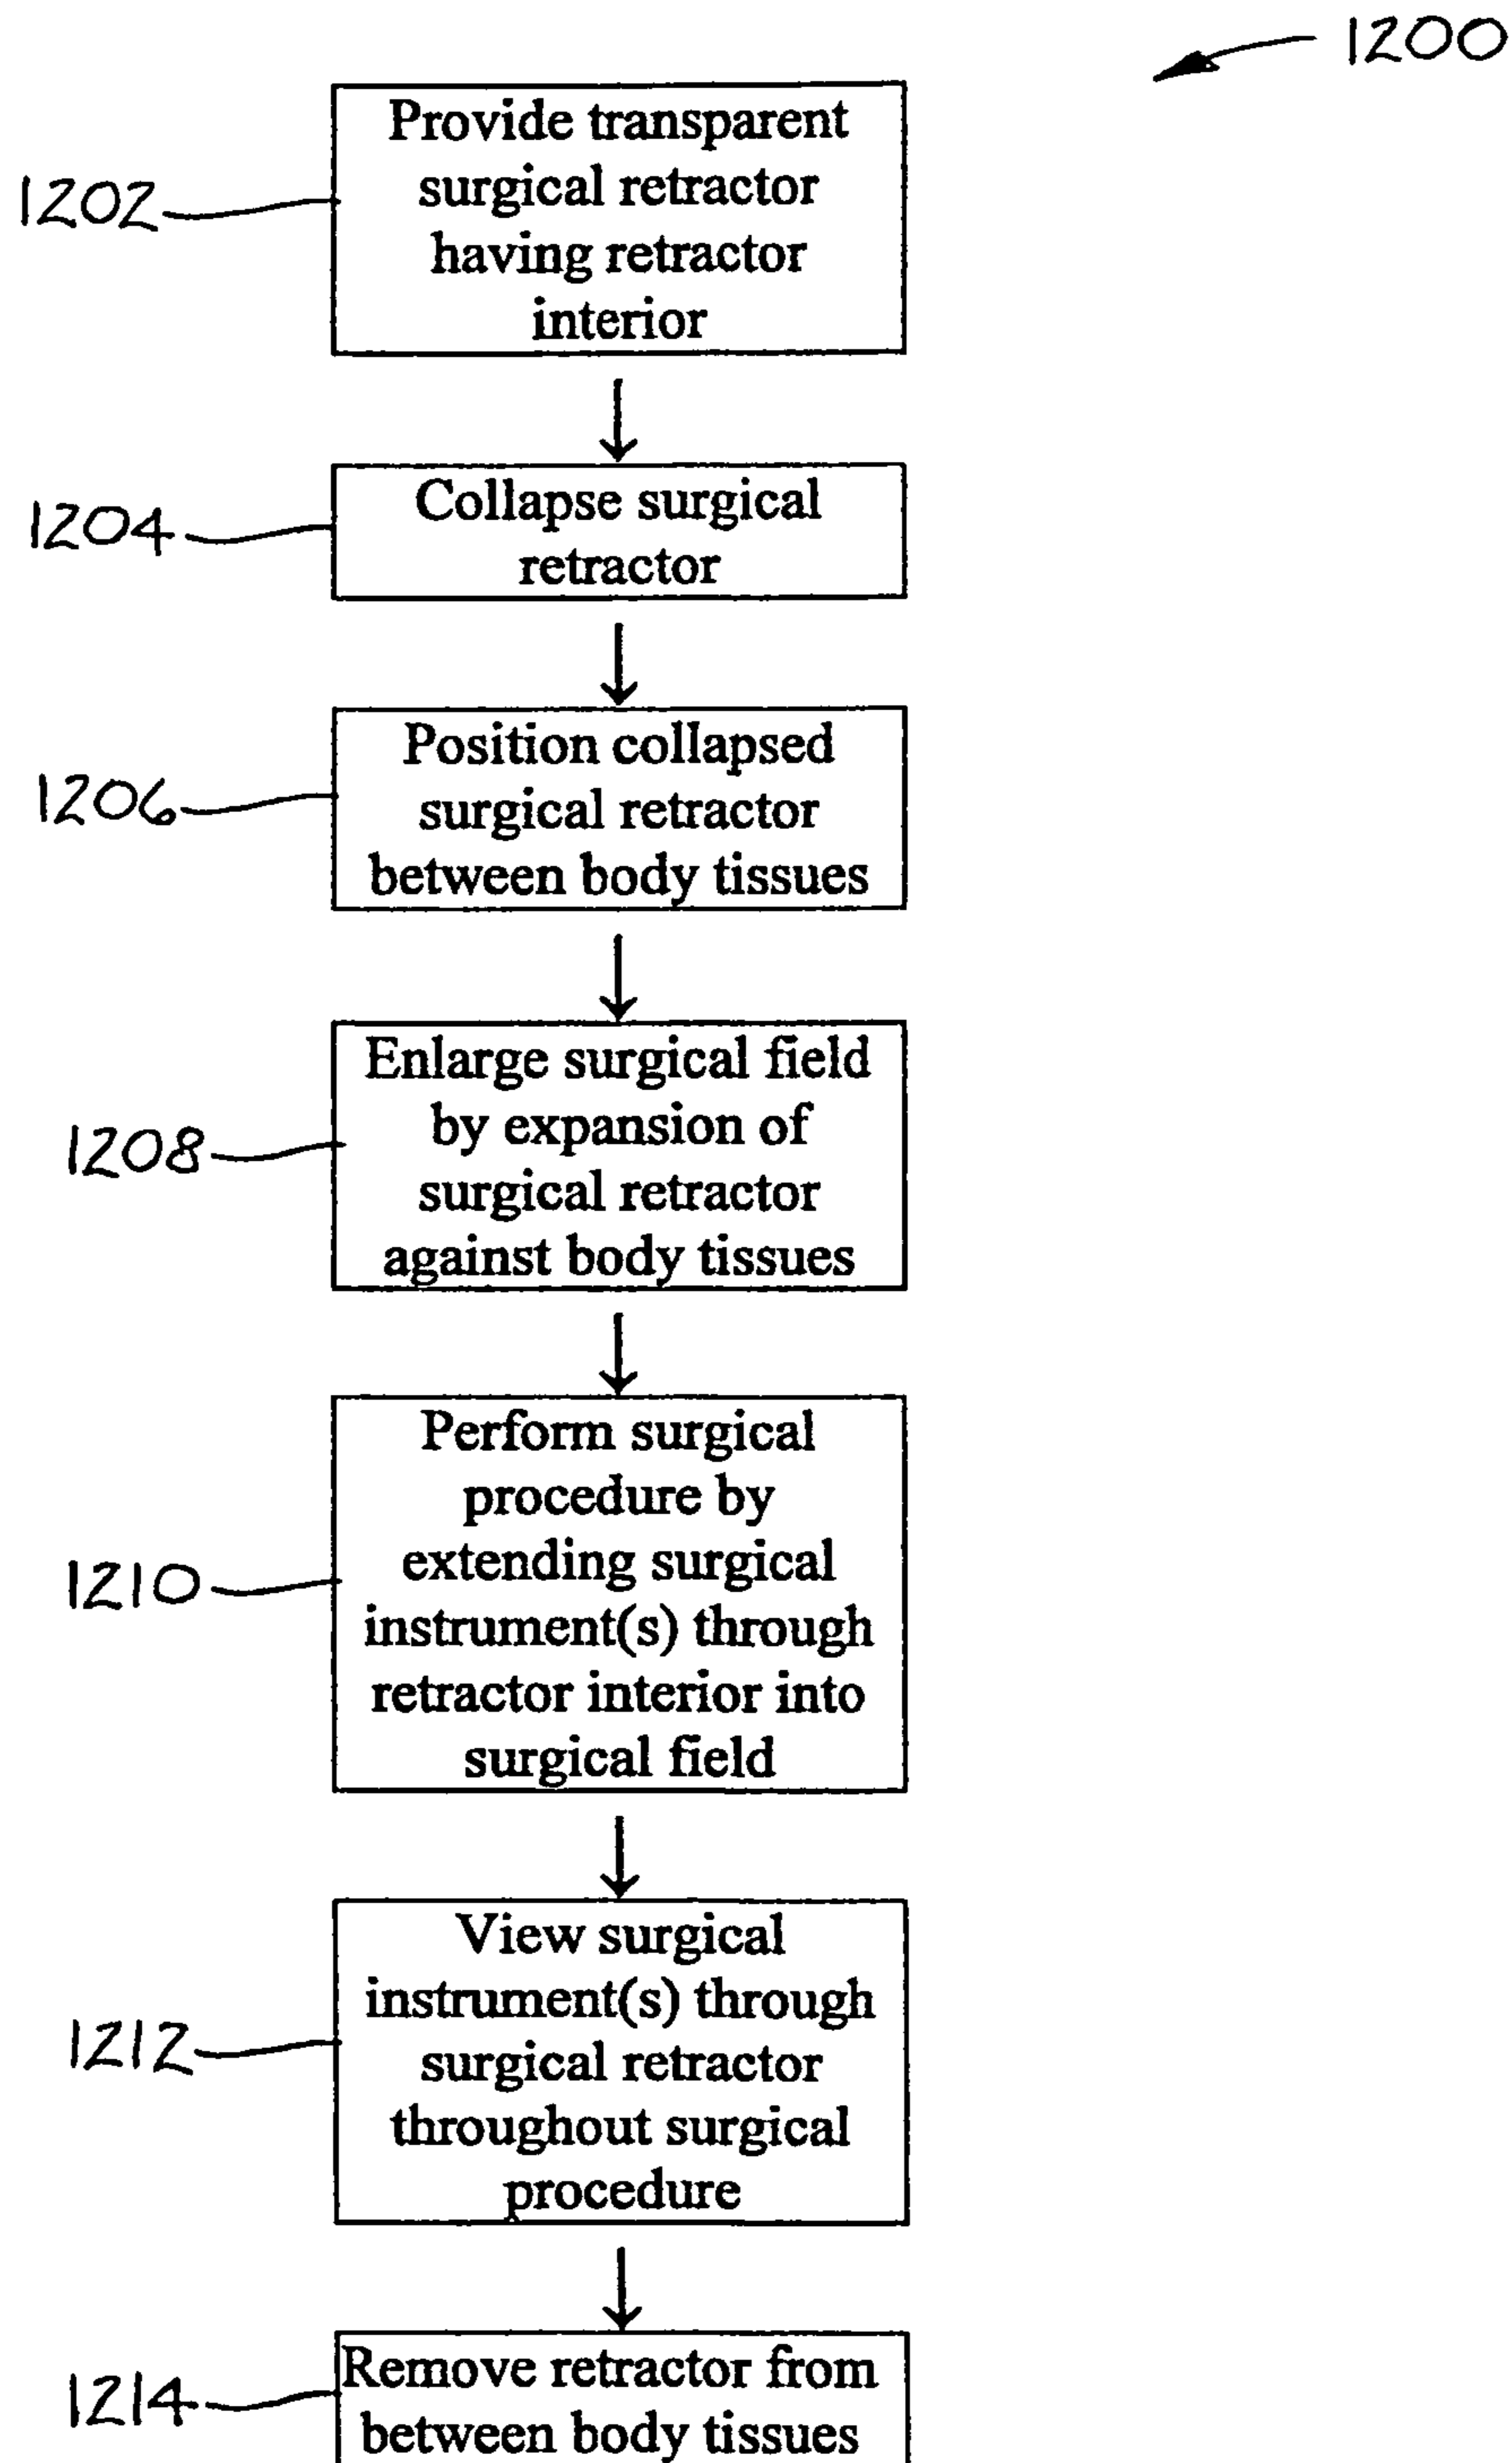 1200
1202
Provide transparent
surgical retractor
having retractor
interior
1204
Collapse surgical
retractor
1206
Position collapsed
surgical retractor
between body tissues
1208
Enlarge surgical field
by expansion of
surgical retractor
against body tissues
1210
Perform surgical
procedure by
extending surgical
instrument(s) through
retractor interior into
surgical field
1212
View surgical
instrument(s) through
surgical retractor
throughout surgical
procedure
1214
Remove retractor from
between body tissues